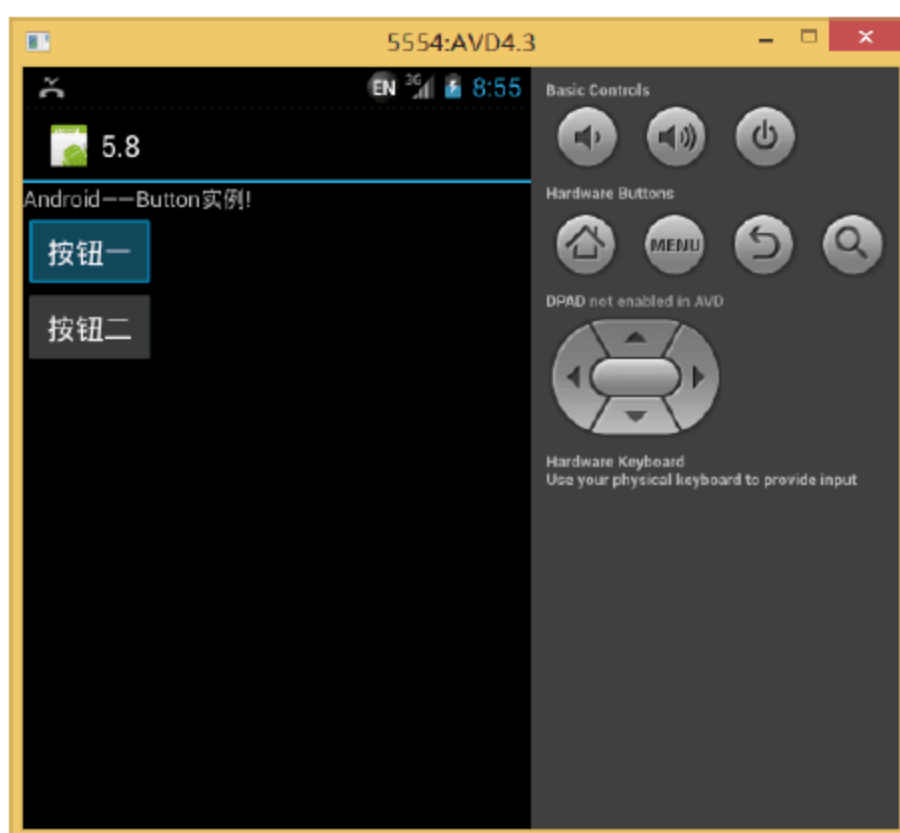 5554:AVD4.3
EN 3G 8:55
5.8
Android——Button实例!
按钮一
按钮二
Basic Controls
Hardware Buttons
MENU
DPAD not enabled in AVD
Hardware Keyboard
Use your physical keyboard to provide input